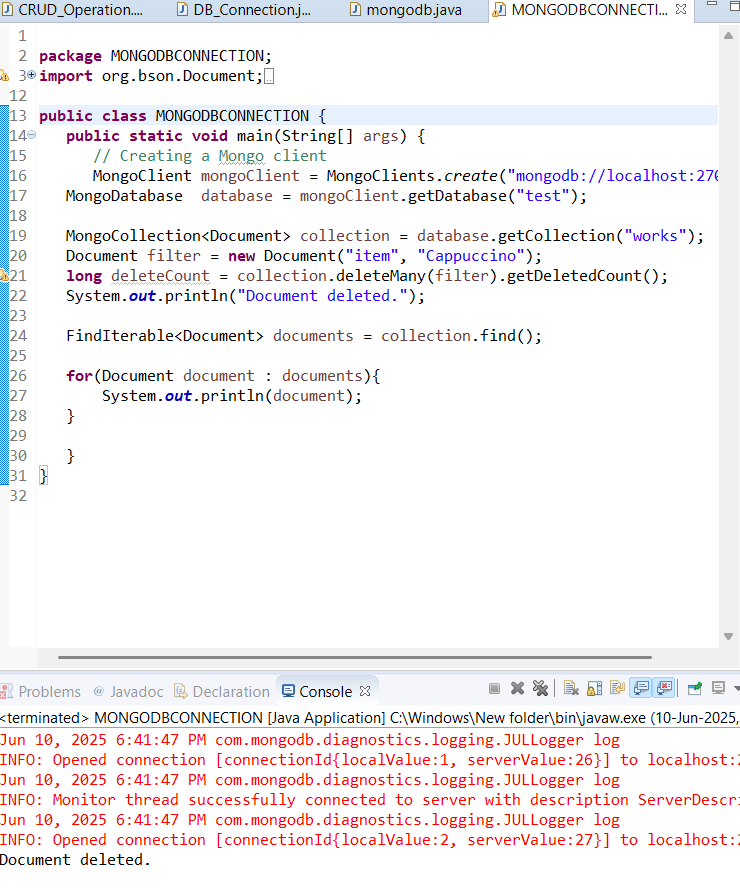 CRUD_Operation.... DB_Connection.j... mongodb.java MONGODBCONNECTI...
1
2 package MONGODBCONNECTION;
3 import org.bson.Document;
12
13 public class MONGODBCONNECTION {
14 public static void main(String[] args) {
15 // Creating a Mongo client
16 MongoClient mongoClient = MongoClients.create("mongodb://localhost:270
17 MongoDatabase  database = mongoClient.getDatabase("test");
18
19 MongoCollection<Document> collection = database.getCollection("works");
20 Document filter = new Document("item", "Cappuccino");
21 long deleteCount = collection.deleteMany(filter).getDeletedCount();
22 System.out.println("Document deleted.");
23
24 FindIterable<Document> documents = collection.find();
25
26 for(Document document : documents){
27 System.out.println(document);
28 }
29
30 }
31 }
32
Problems @ Javadoc Declaration Console
<terminated> MONGODBCONNECTION [Java Application] C:\Windows\New folder\bin\javaw.exe (10-Jun-2025,
Jun 10, 2025 6:41:47 PM com.mongodb.diagnostics.logging.JULLogger log
INFO: Opened connection [connectionId{localValue:1, serverValue:26}] to localhost:2
Jun 10, 2025 6:41:47 PM com.mongodb.diagnostics.logging.JULLogger log
INFO: Monitor thread successfully connected to server with description ServerDescri
Jun 10, 2025 6:41:47 PM com.mongodb.diagnostics.logging.JULLogger log
INFO: Opened connection [connectionId{localValue:2, serverValue:27}] to localhost:2
Document deleted.